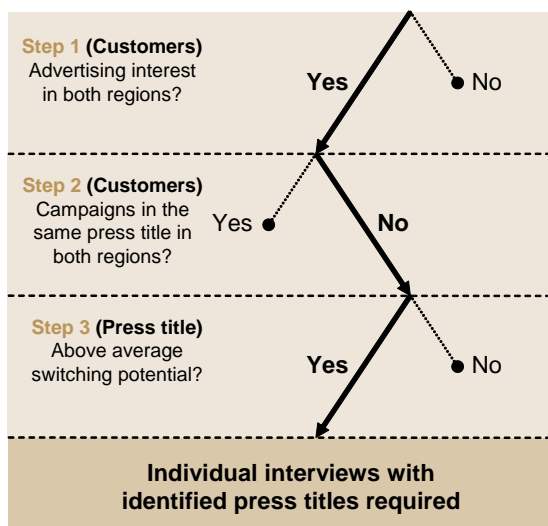 Step 1 (Customers)
Advertising interest
in both regions?
Yes
No
Step 2 (Customers)
Campaigns in the
same press title in
both regions?
Yes
No
Step 3 (Press title)
Above average
switching potential?
Yes
No
Individual interviews with
identified press titles required